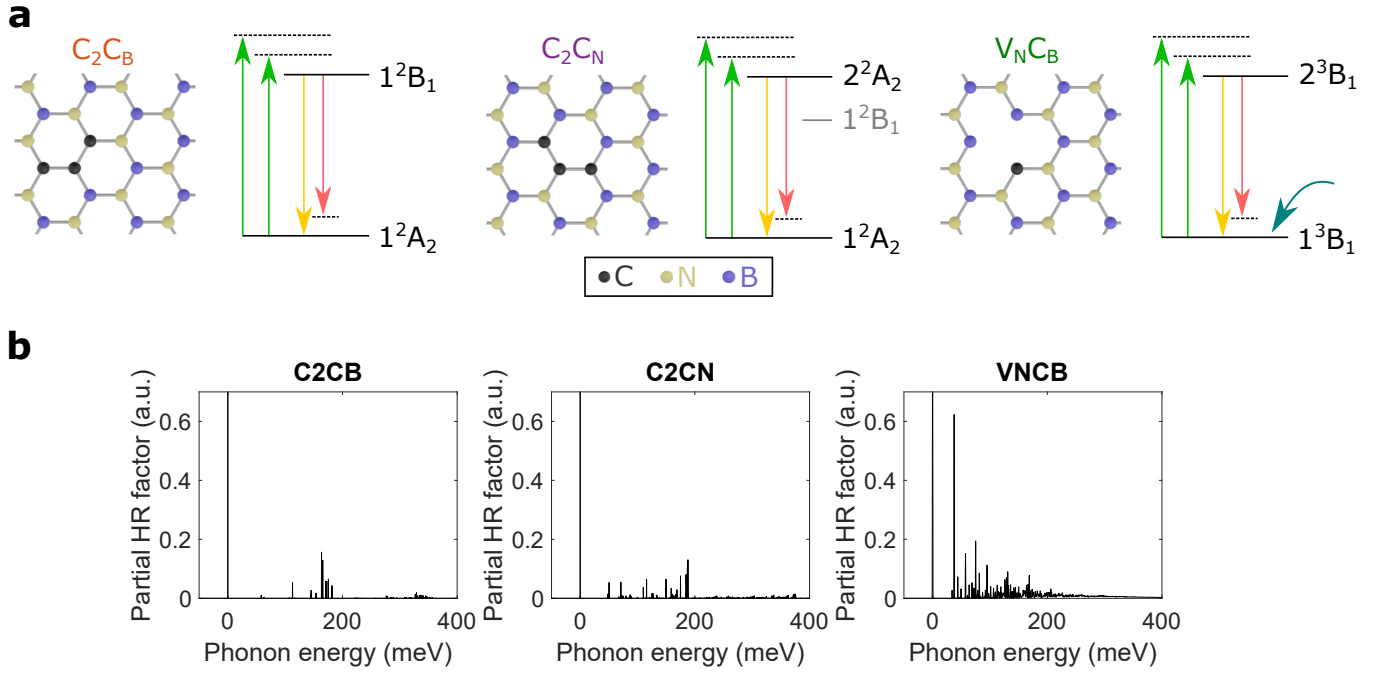 a
C₂C_B
1²B₁
1²A₂
C₂C_N
2²A₂
1²B₁
1²A₂
V_NC_B
2³B₁
1³B₁
C N B
b
C2CB
Partial HR factor (a.u.)
0.6
0.4
0.2
0
0 200 400
Phonon energy (meV)
C2CN
Partial HR factor (a.u.)
0.6
0.4
0.2
0
0 200 400
Phonon energy (meV)
VNCB
Partial HR factor (a.u.)
0.6
0.4
0.2
0
0 200 400
Phonon energy (meV)